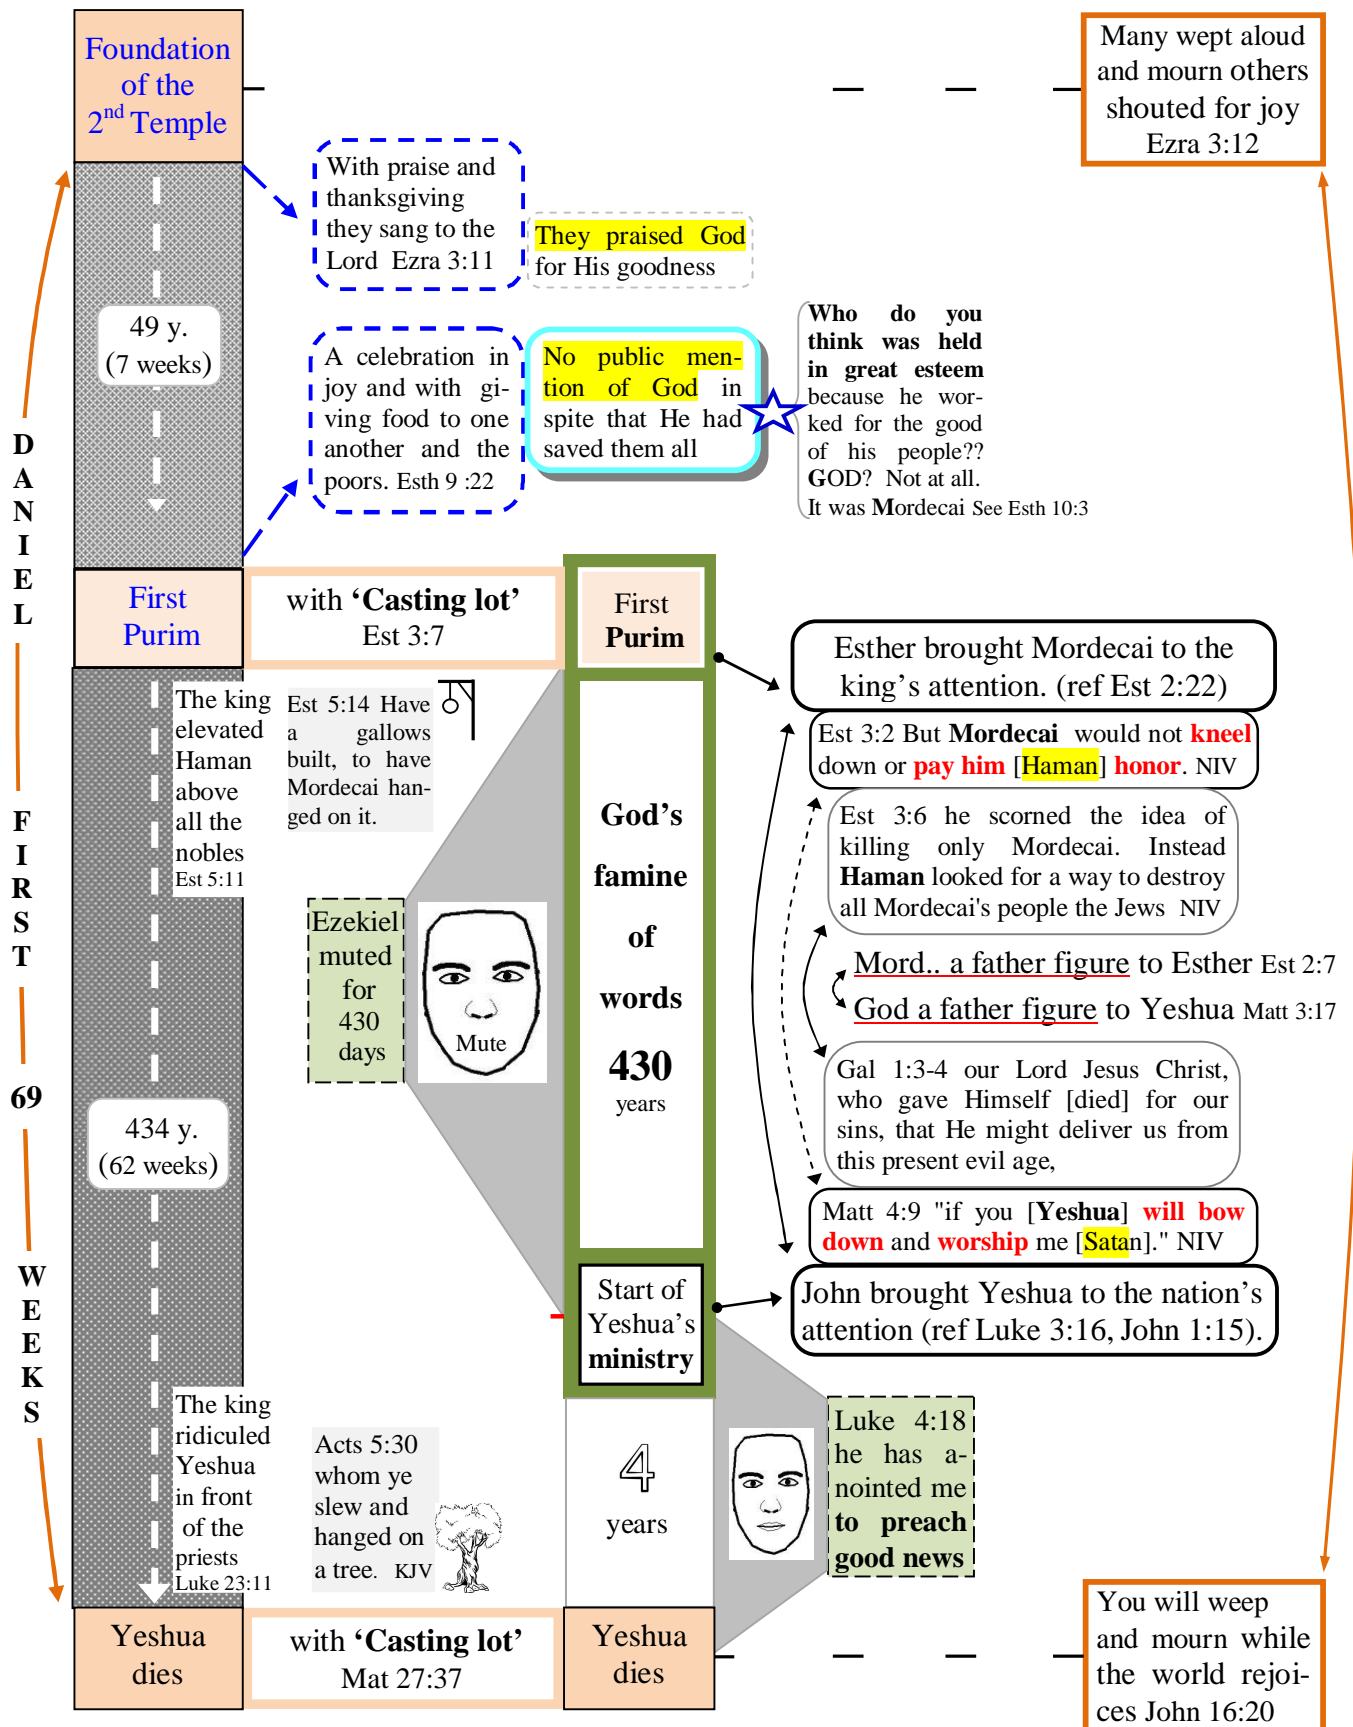 Foundation
of the
2nd Temple
Many wept aloud
and mourn others
shouted for joy
Ezra 3:12
With praise and
thanksgiving
they sang to the
Lord Ezra 3:11
They praised God
for His goodness
49 y.
(7 weeks)
A celebration in
joy and with gi-
ving food to one
another and the
poors. Esth 9 :22
No public men-
tion of God in
spite that He had
saved them all
Who do you
think was held
in great esteem
because he wor-
ked for the good
of his people??
GOD? Not at all.
It was Mordecai See Esth 10:3
DANIEL FIRST 69 WEEKS
First
Purim
with ‘Casting lot’
Est 3:7
First
Purim
The king
elevated
Haman
above
all the
nobles
Est 5:11
Est 5:14 Have
a gallows
built, to have
Mordecai han-
ged on it.
Esther brought Mordecai to the
king’s attention. (ref Est 2:22)
Est 3:2 But Mordecai would not kneel
down or pay him [Haman] honor. NIV
Est 3:6 he scorned the idea of
killing only Mordecai. Instead
Haman looked for a way to destroy
all Mordecai's people the Jews NIV
God’s
famine
of
words
430
years
Ezekiel
muted
for
430
days
Mute
Mord.. a father figure to Esther Est 2:7
God a father figure to Yeshua Matt 3:17
Gal 1:3-4 our Lord Jesus Christ,
who gave Himself [died] for our
sins, that He might deliver us from
this present evil age,
434 y.
(62 weeks)
Matt 4:9 "if you [Yeshua] will bow
down and worship me [Satan]." NIV
Start of
Yeshua’s
ministry
John brought Yeshua to the nation’s
attention (ref Luke 3:16, John 1:15).
The king
ridiculed
Yeshua
in front
of the
priests
Luke 23:11
Acts 5:30
whom ye
slew and
hanged on
a tree. KJV
4
years
Luke 4:18
he has a-
nointed me
to preach
good news
Yeshua
dies
with ‘Casting lot’
Mat 27:37
Yeshua
dies
You will weep
and mourn while
the world rejoi-
ces John 16:20